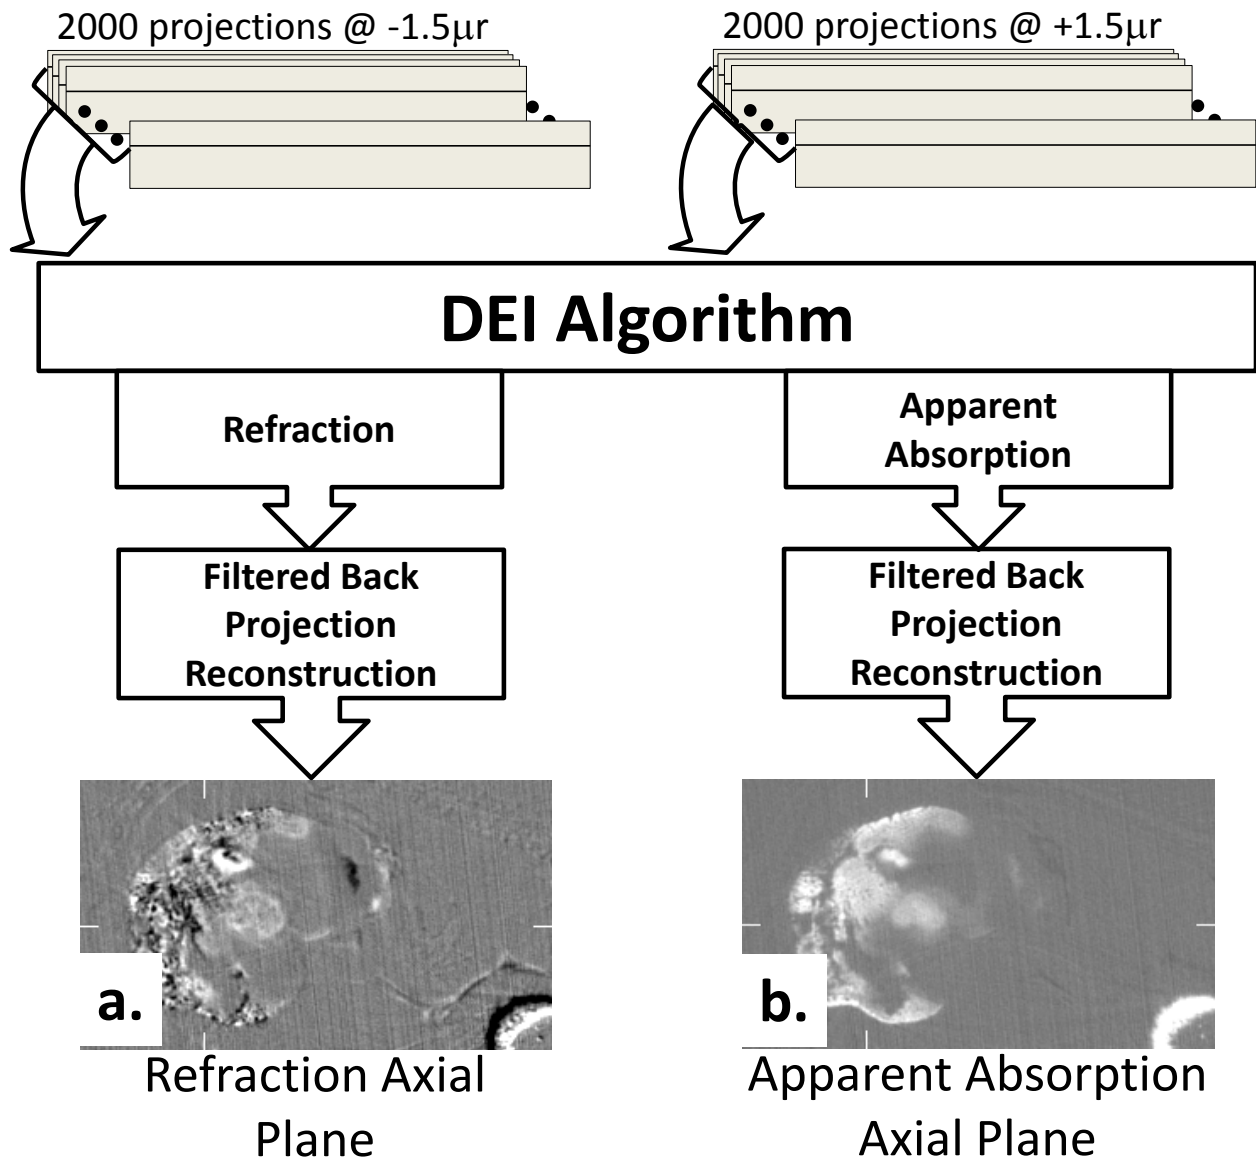 2000 projections @ -1.5μr
2000 projections @ +1.5μr
DEI Algorithm
Refraction
Apparent
Absorption
Filtered Back
Projection
Reconstruction
Filtered Back
Projection
Reconstruction
a.
b.
Refraction Axial
Plane
Apparent Absorption
Axial Plane